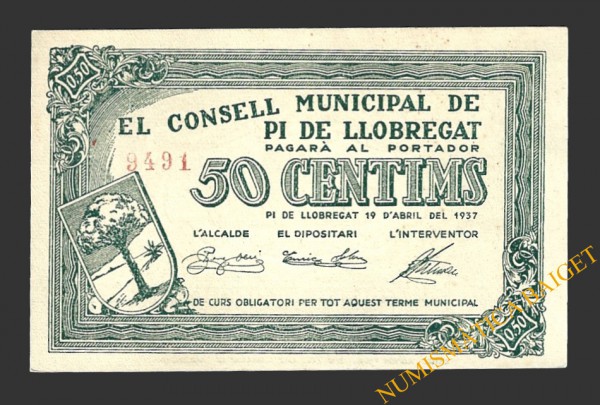 0.50
EL CONSELL MUNICIPAL DE
PI DE LLOBREGAT
PAGARÀ AL PORTADOR
9491
50 CENTIMS
PI DE LLOBREGAT 19 D'ABRIL DEL 1937
L'ALCALDE EL DIPOSITARI L'INTERVENTOR
DE CURS OBLIGATORI PER TOT AQUEST TERME MUNICIPAL
0.50
NUMISMATICA RAIGET